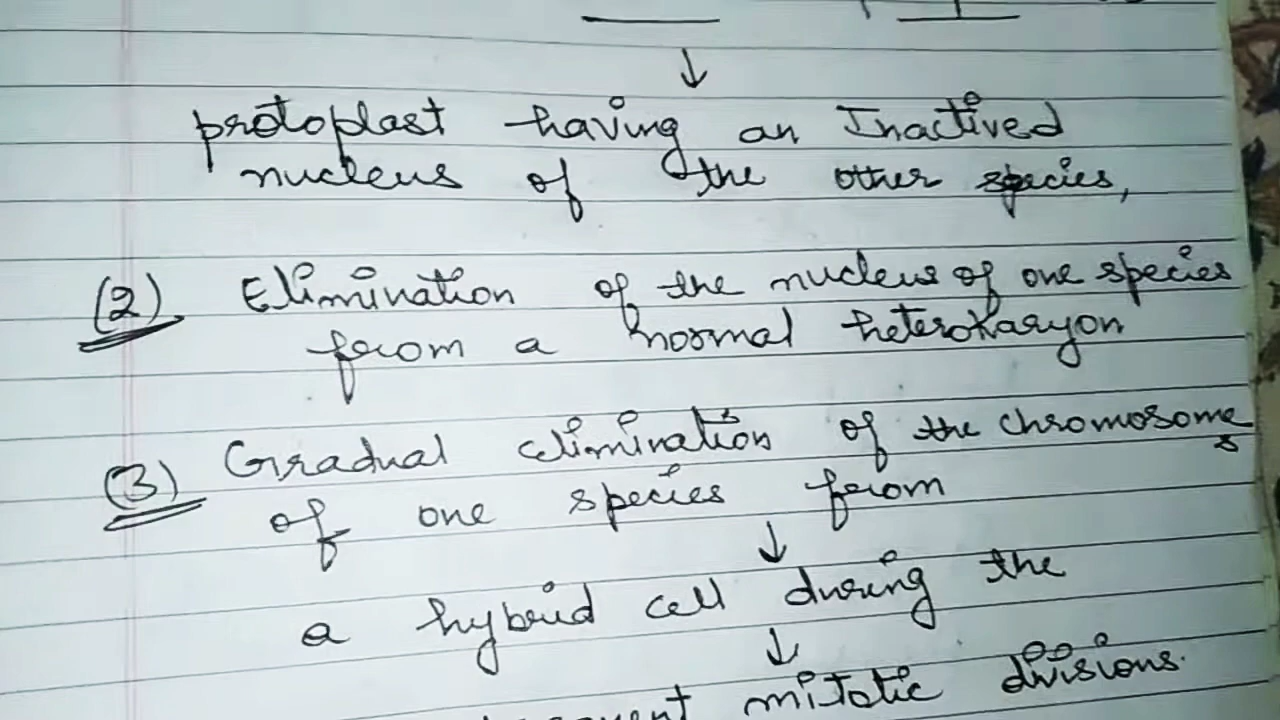 ↓
protoplast having an Inactived
nucleus of the other species,
(2) Elimination of the nucleus of one species
from a normal heterokaryon
(3) Gradual elimination of the chromosome
s
of one species from
↓
a hybrid cell during the
↓
mitotic divisions.